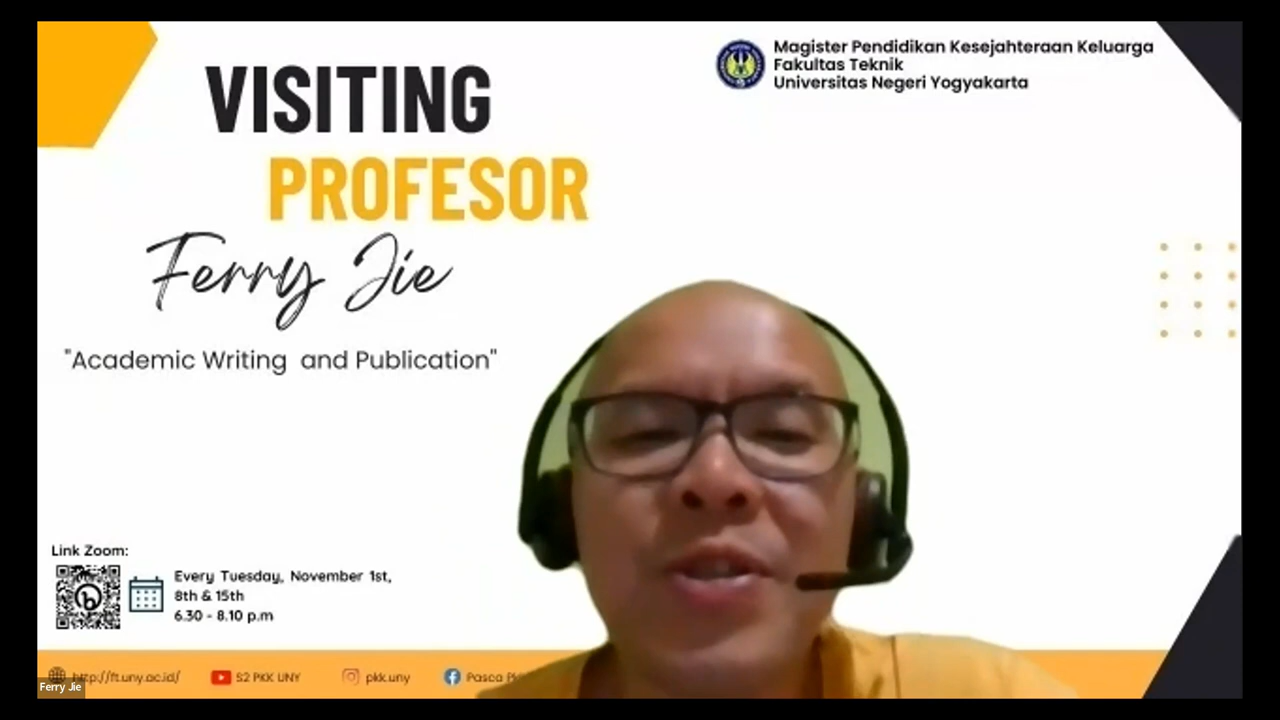 VISITING
PROFESOR
Ferry Jie
"Academic Writing and Publication"
Magister Pendidikan Kesejahteraan Keluarga
Fakultas Teknik
Universitas Negeri Yogyakarta
Link Zoom:
Every Tuesday, November 1st,
8th & 15th
6.30 - 8.10 p.m
http://ft.uny.ac.id/
S2 PKK UNY
pkk.uny
Pasca
Ferry Jie